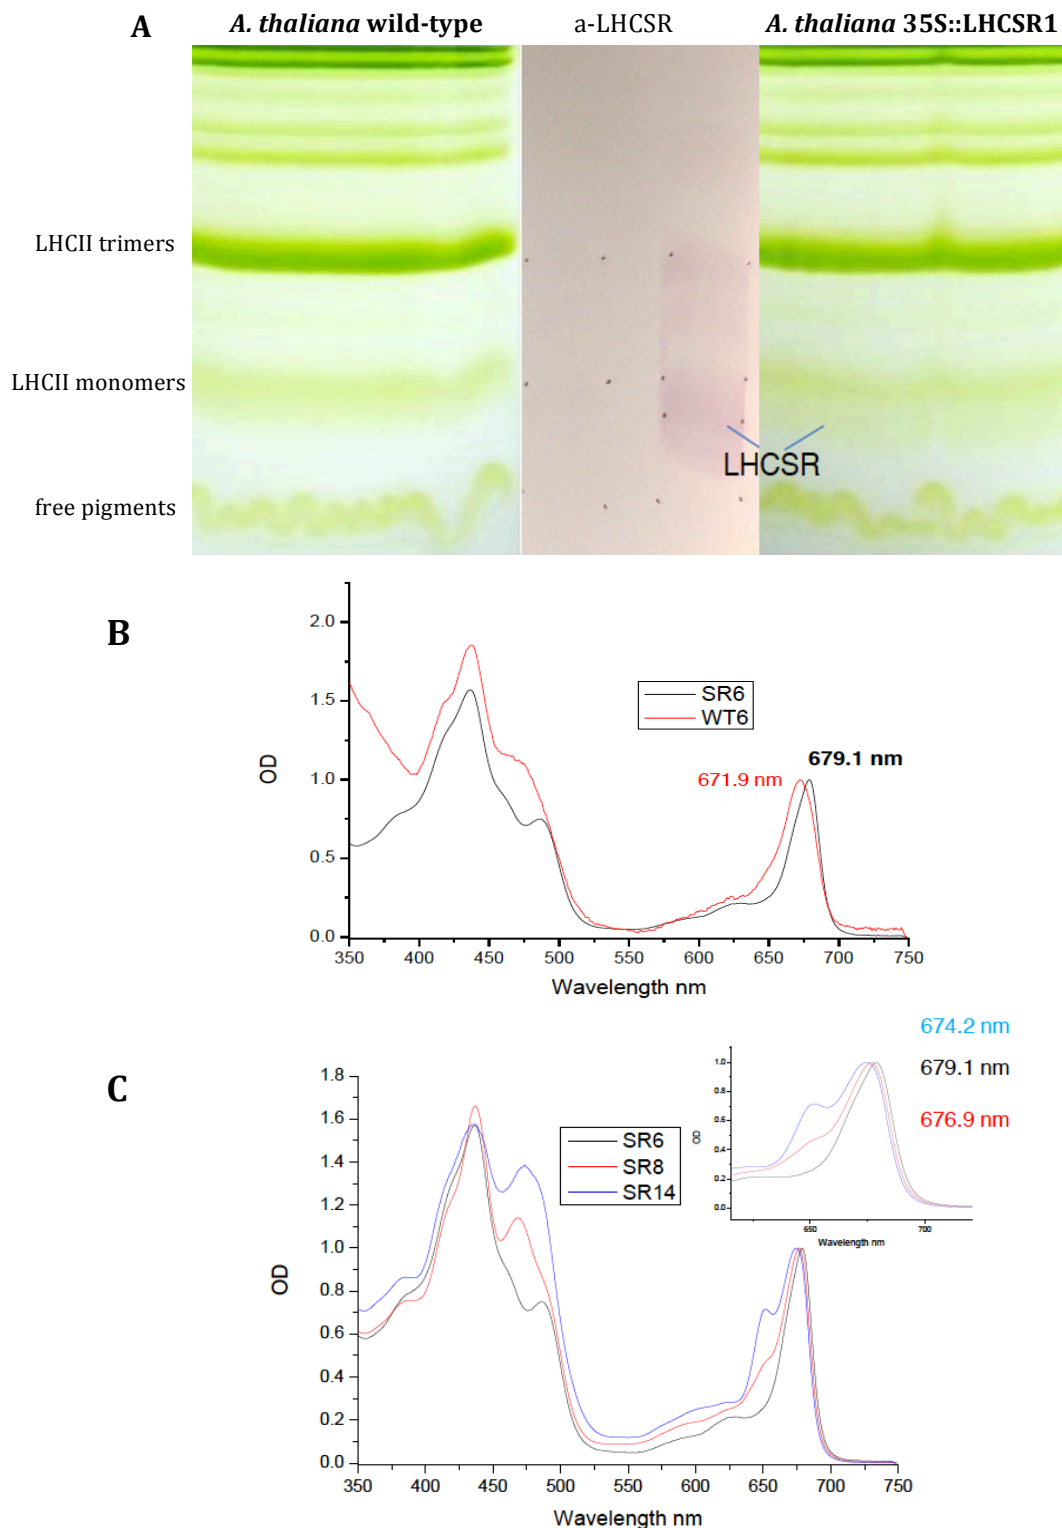 A
A. thaliana wild-type
a-LHCSR
A. thaliana 35S::LHCSR1
LHCII trimers
LHCII monomers
LHCSR
free pigments
B
2.0
1.5
1.0
0.5
0.0
OD
SR6
WT6
671.9 nm
679.1 nm
350 400 450 500 550 600 650 700 750
Wavelength nm
C
1.8
1.6
1.4
1.2
1.0
0.8
0.6
0.4
0.2
0.0
OD
SR6
SR8
SR14
674.2 nm
679.1 nm
676.9 nm
1.0
0.8
0.6
0.4
0.2
0.0
OD
650 700
Wavelength nm
350 400 450 500 550 600 650 700 750
Wavelength nm